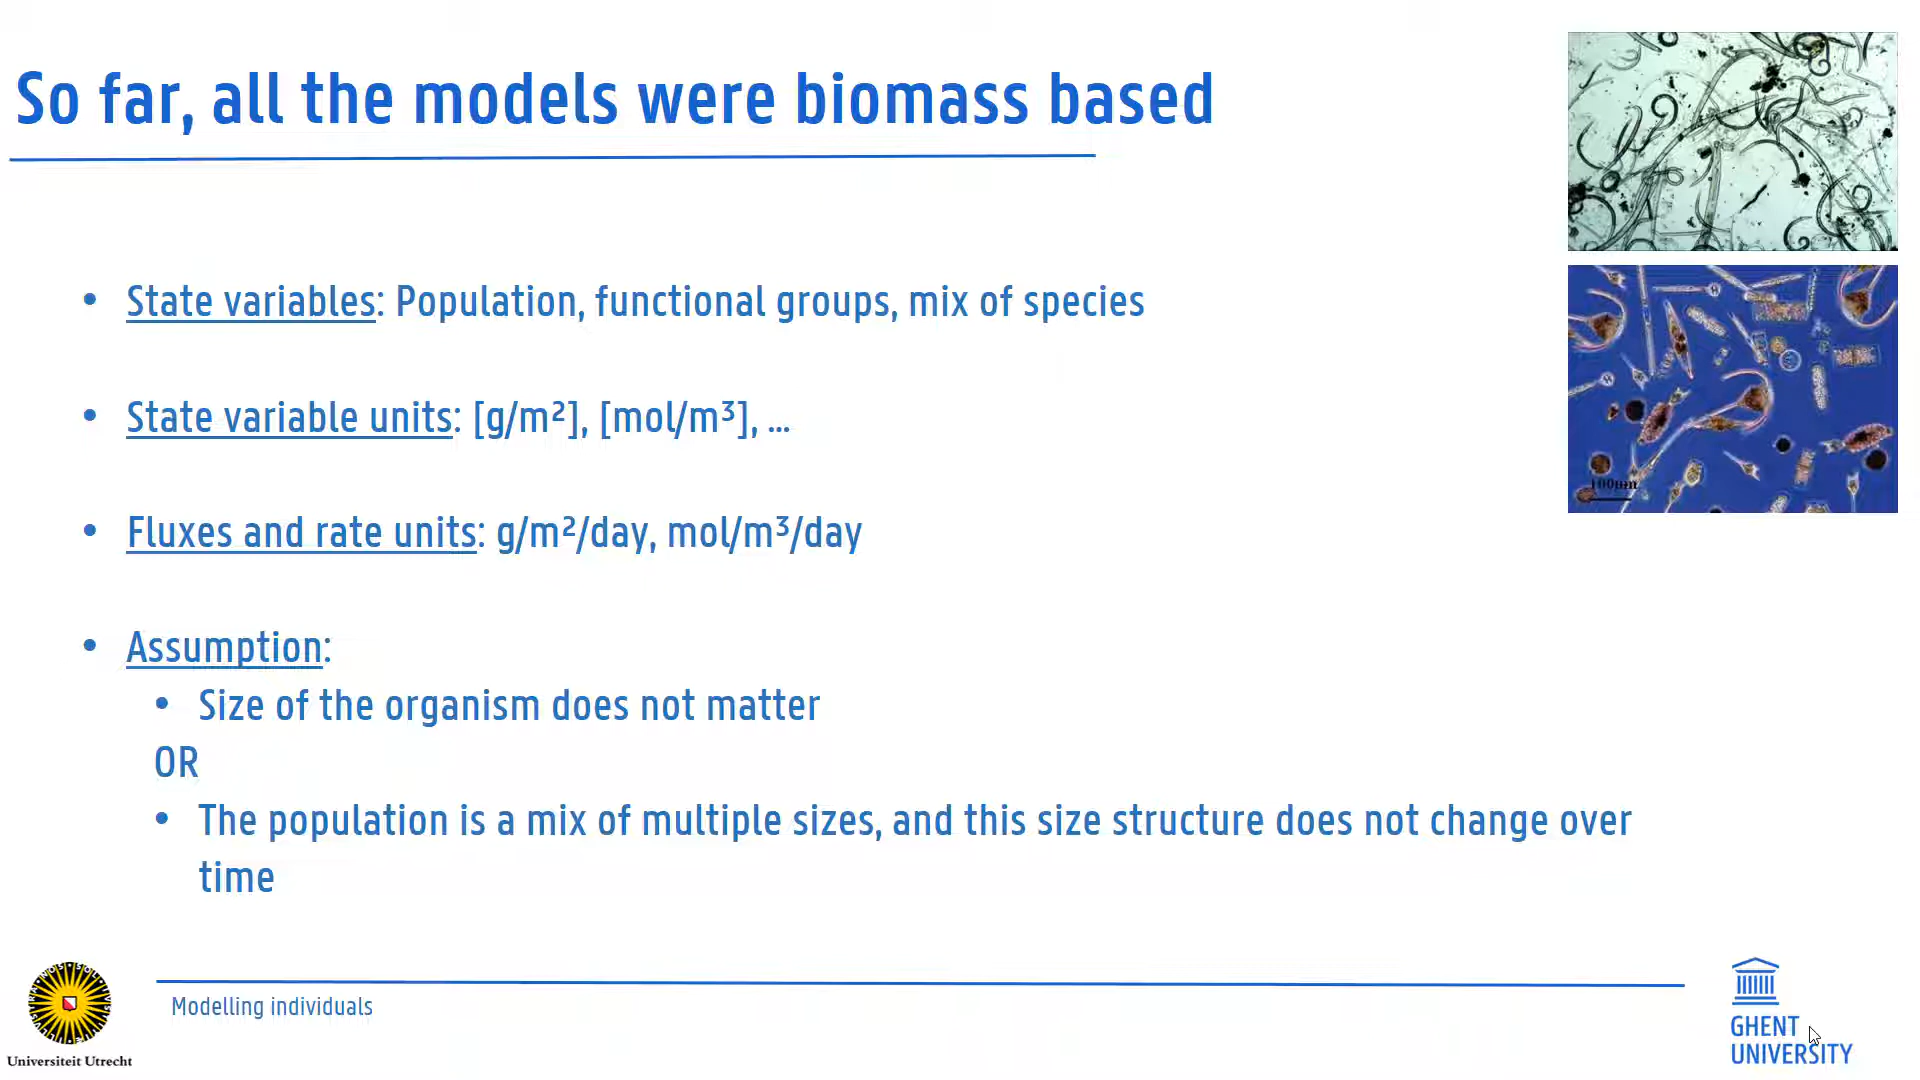 So far, all the models were biomass based
• State variables: Population, functional groups, mix of species
• State variable units: [g/m²], [mol/m³], ...
• Fluxes and rate units: g/m²/day, mol/m³/day
• Assumption:
• Size of the organism does not matter
OR
• The population is a mix of multiple sizes, and this size structure does not change over
time
Modelling individuals
Universiteit Utrecht
GHENT
UNIVERSITY